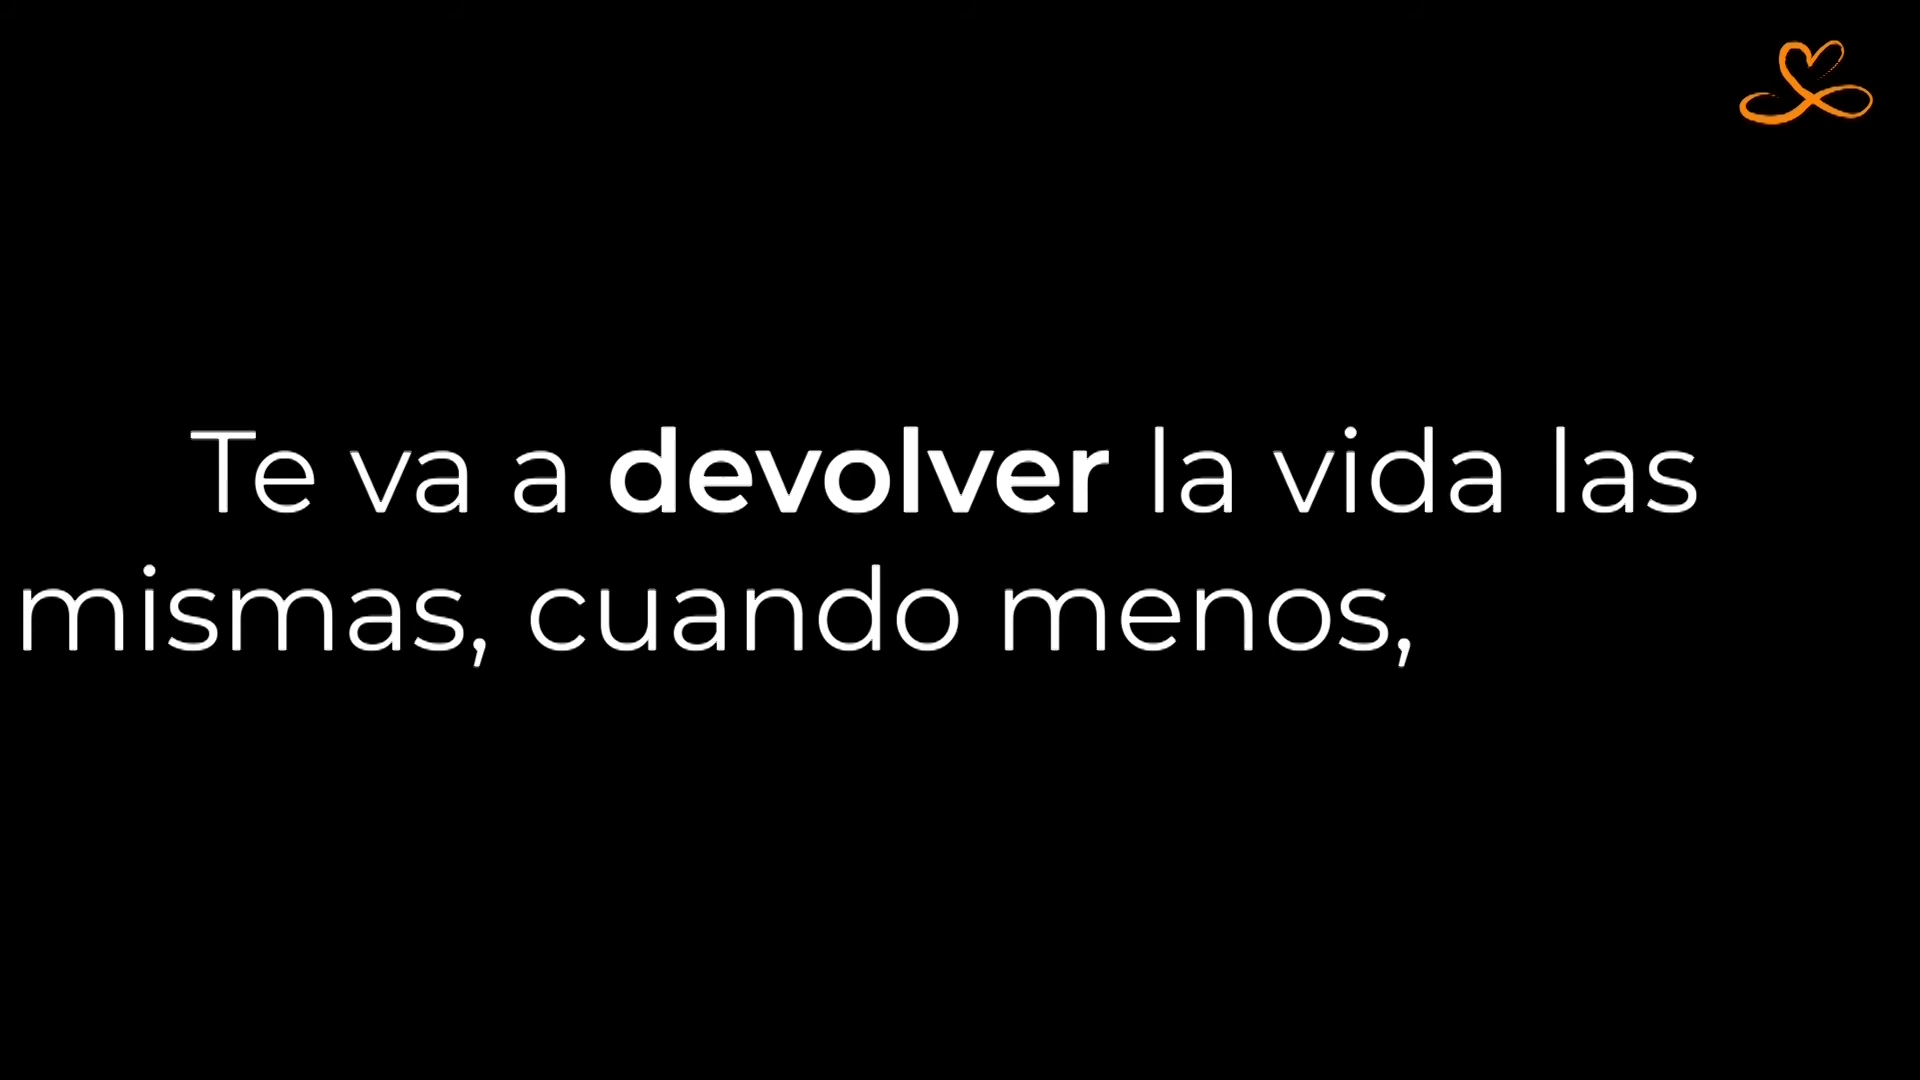 Te va a devolver la vida las
mismas, cuando menos,